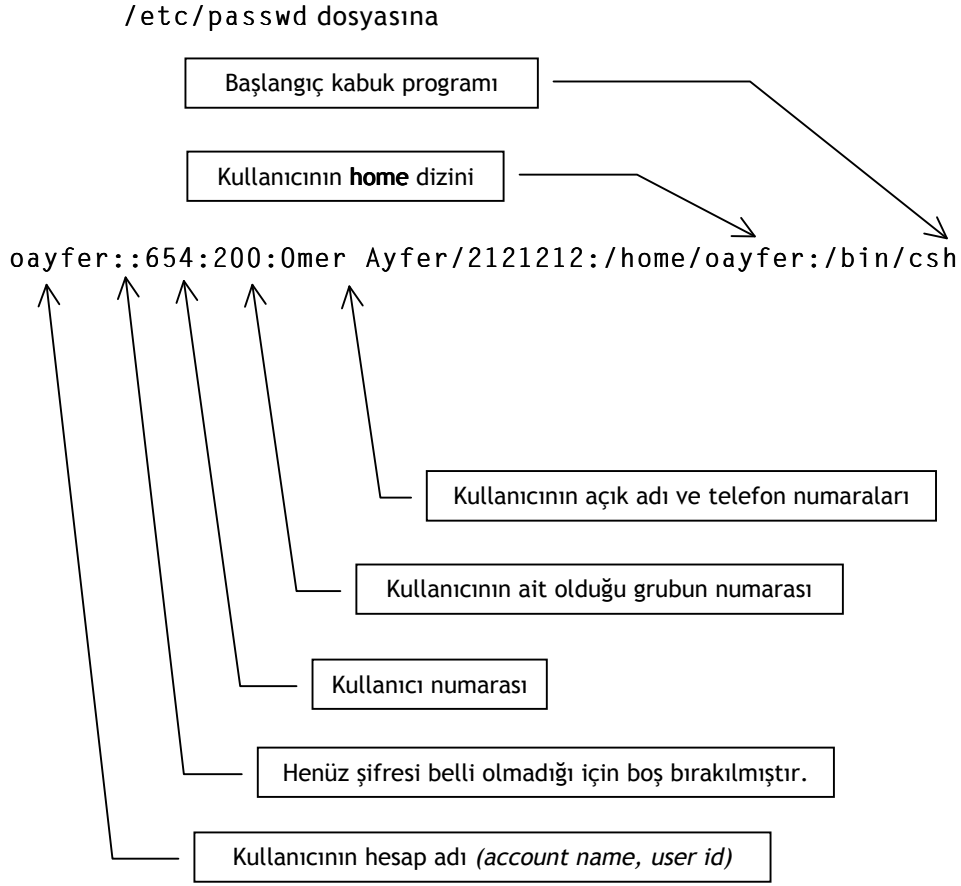 /etc/passwd dosyasına
Başlangıç kabuk programı
Kullanıcının home dizini
oayfer::654:200:Omer Ayfer/2121212:/home/oayfer:/bin/csh
Kullanıcının açık adı ve telefon numaraları
Kullanıcının ait olduğu grubun numarası
Kullanıcı numarası
Henüz şifresi belli olmadığı için boş bırakılmıştır.
Kullanıcının hesap adı (account name, user id)